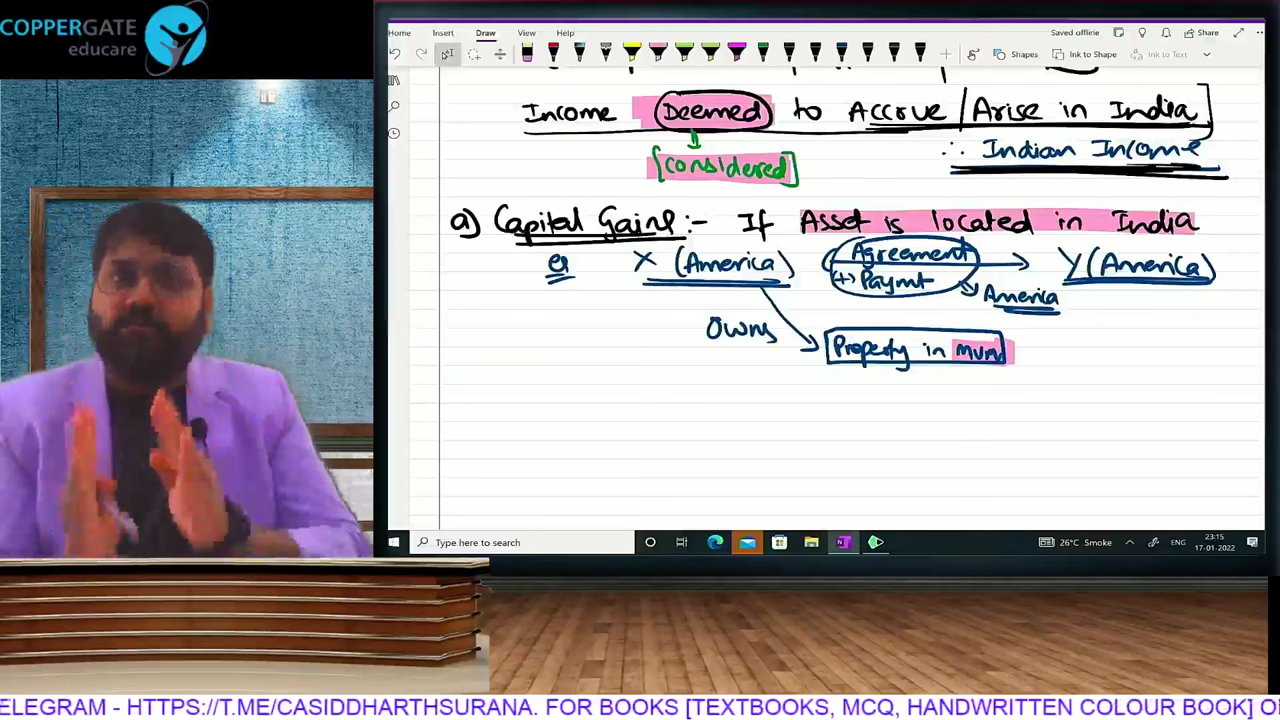 COPPERGATE
educare
Home Insert Draw View Help
Saved offline
Share
Shapes
Ink to Shape
Ink to Text
Income Deemed to Accrue / Arise in India
[considered]
∴ Indian Income
a) Capital Gains :- If Asset is located in India
eg X (America) Agreement Y (America)
(+) Paymt America
Owns
Property in mum
Type here to search
26°C Smoke
ENG
23:15
17-01-2022
ELEGRAM - HTTPS://T.ME/CASIDDHARTHSURANA. FOR BOOKS [TEXTBOOKS, MCQ, HANDWRITTEN COLOUR BOOK] O